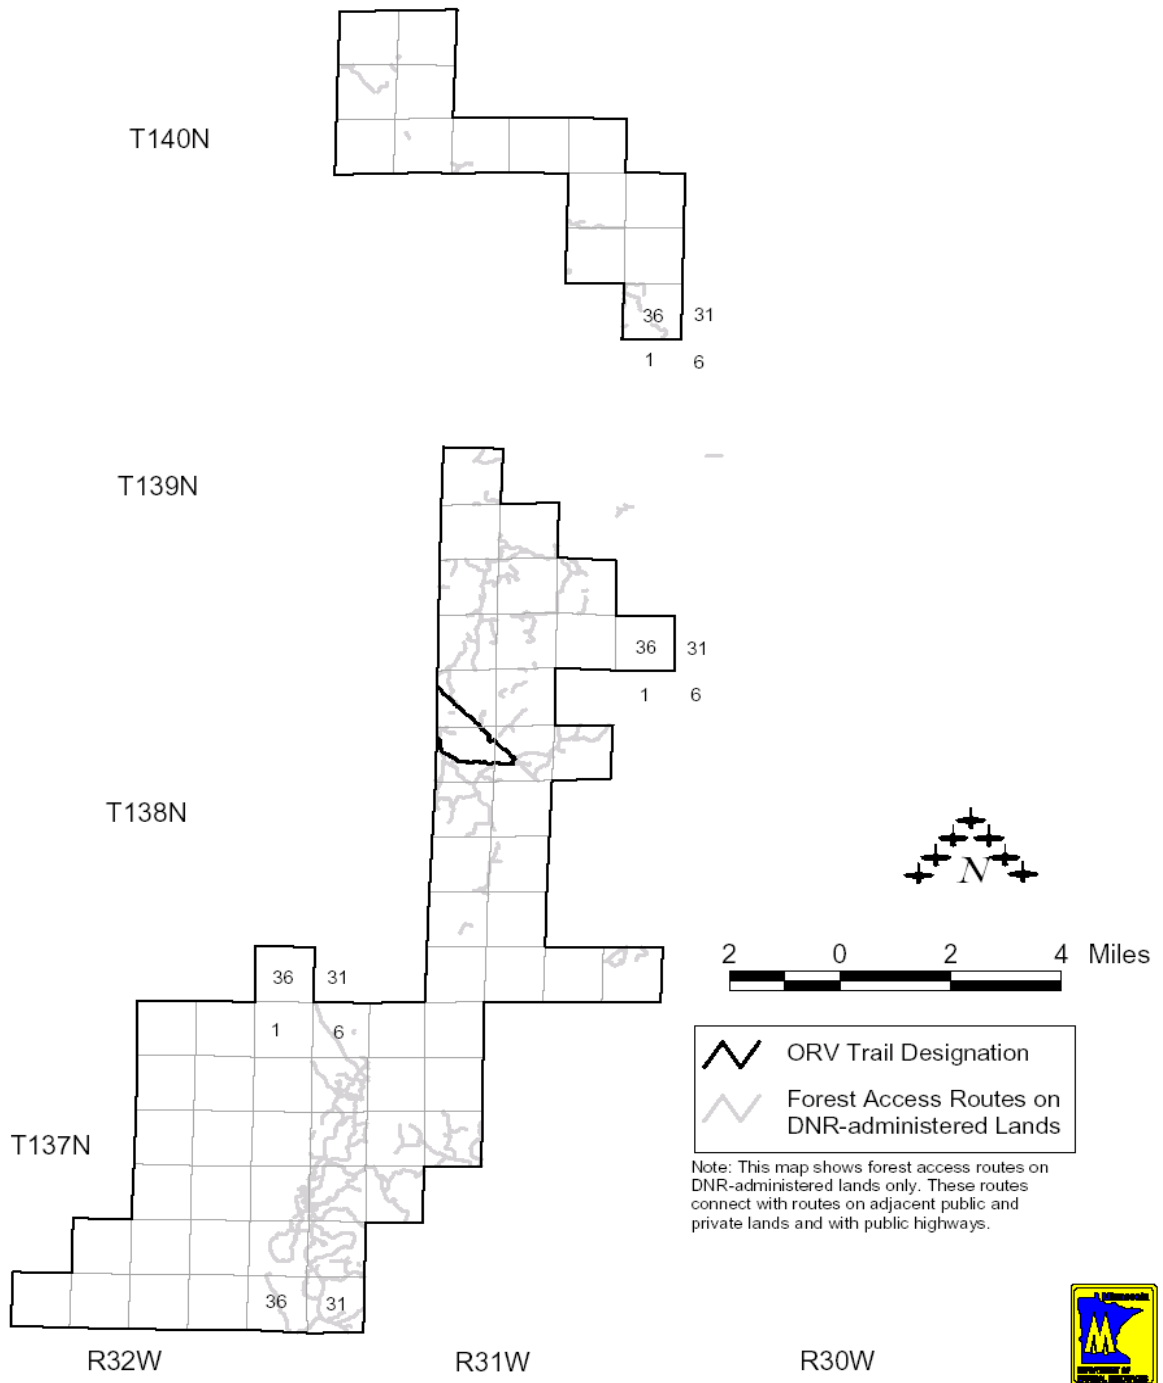 T140N
36 31
1 6
T139N
36 31
1 6
T138N
N
2 0 2 4 Miles
36 31
1 6
ORV Trail Designation
Forest Access Routes on
DNR-administered Lands
T137N
Note: This map shows forest access routes on
DNR-administered lands only. These routes
connect with routes on adjacent public and
private lands and with public highways.
36 31
Minnesota
R32W R31W R30W